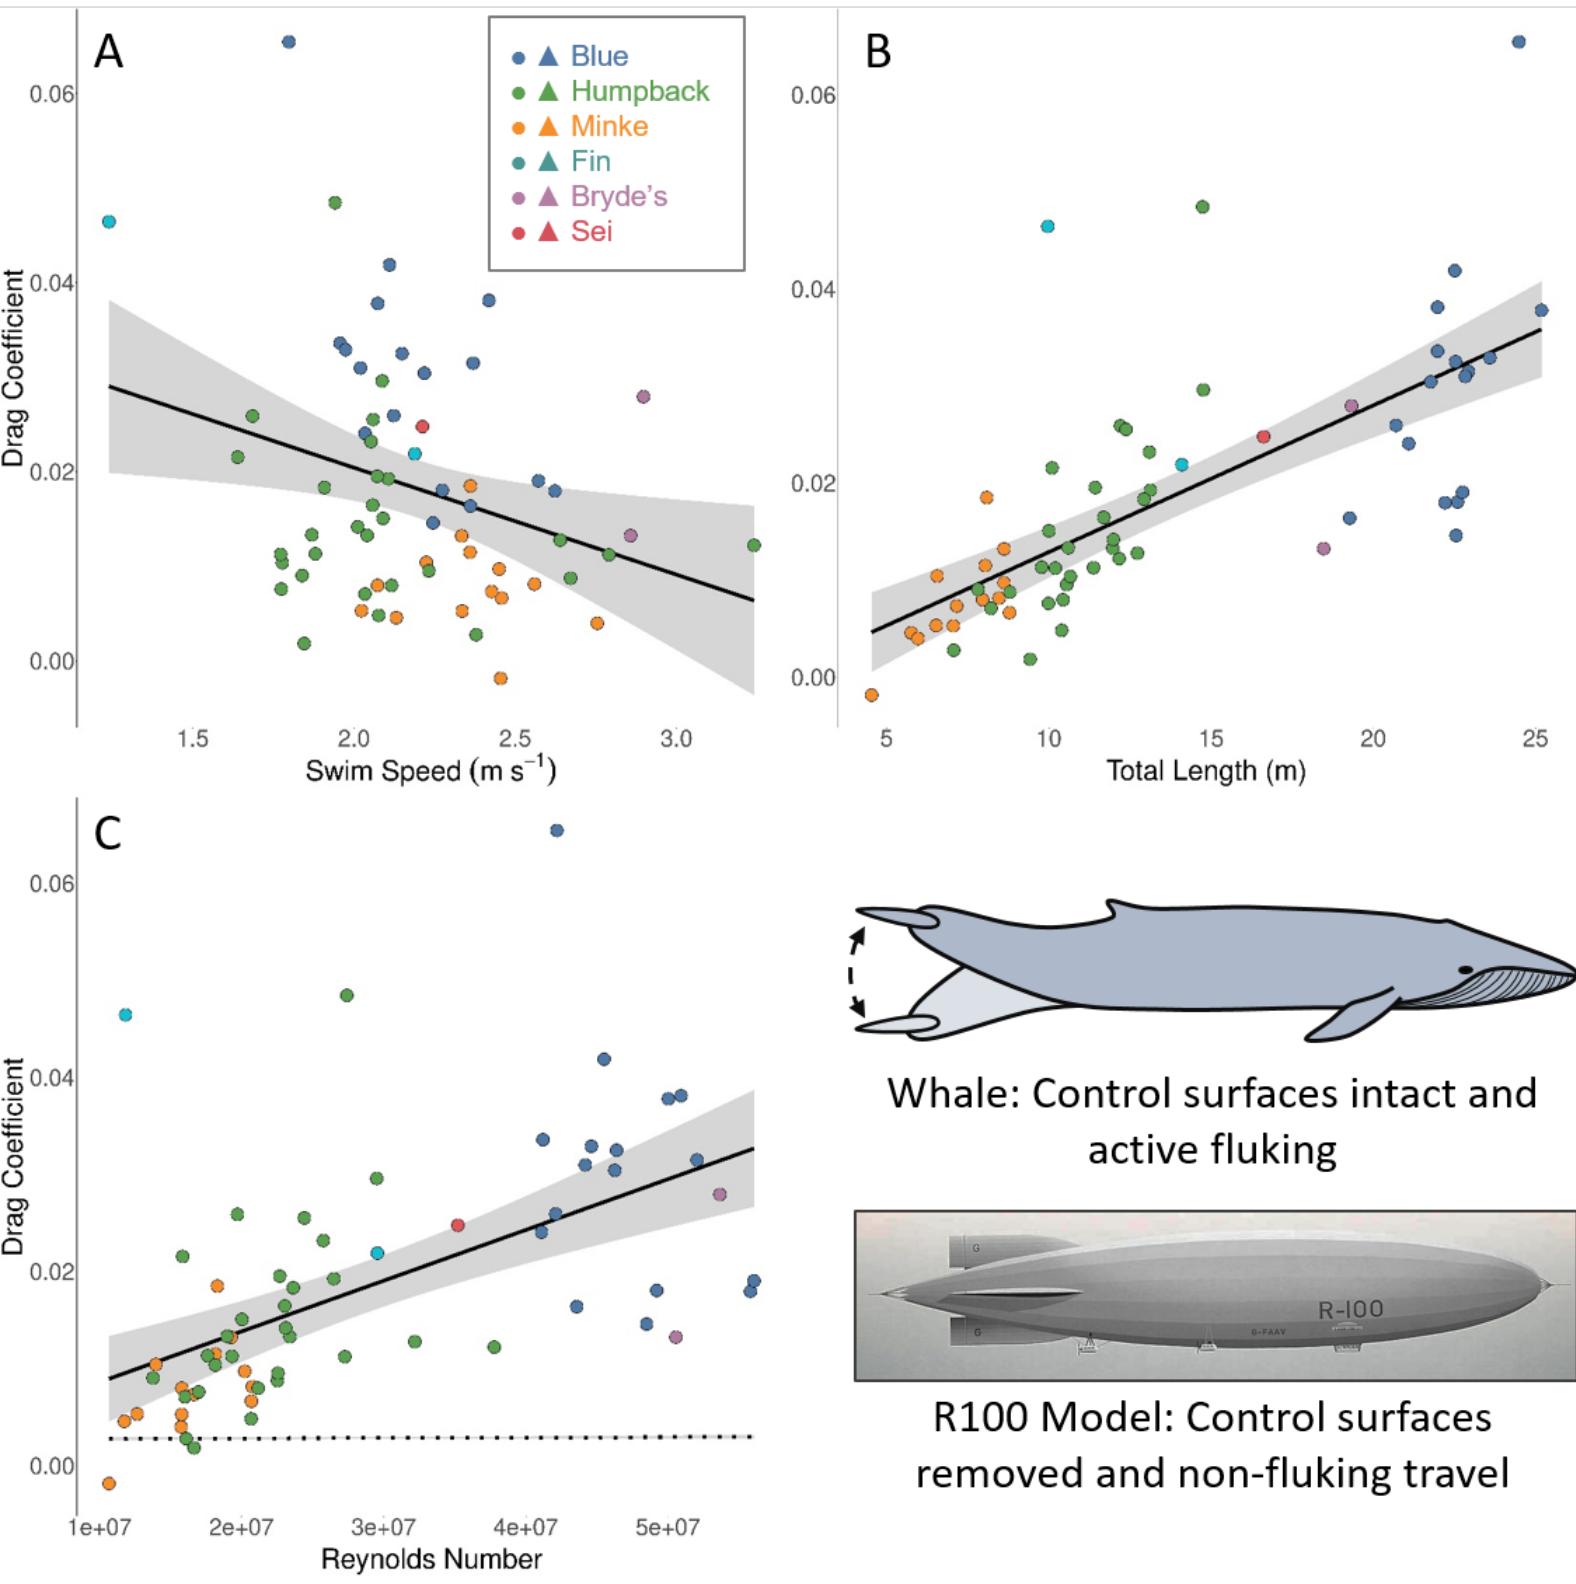 A
Blue
Humpback
Minke
Fin
Bryde's
Sei
Drag Coefficient
0.06
0.04
0.02
0.00
1.5 2.0 2.5 3.0
Swim Speed (m s⁻¹)
B
0.06
0.04
0.02
0.00
5 10 15 20 25
Total Length (m)
C
Drag Coefficient
0.06
0.04
0.02
0.00
1e+07 2e+07 3e+07 4e+07 5e+07
Reynolds Number
Whale: Control surfaces intact and
active fluking
G
G
R-100
G-FAAV
R100 Model: Control surfaces
removed and non-fluking travel